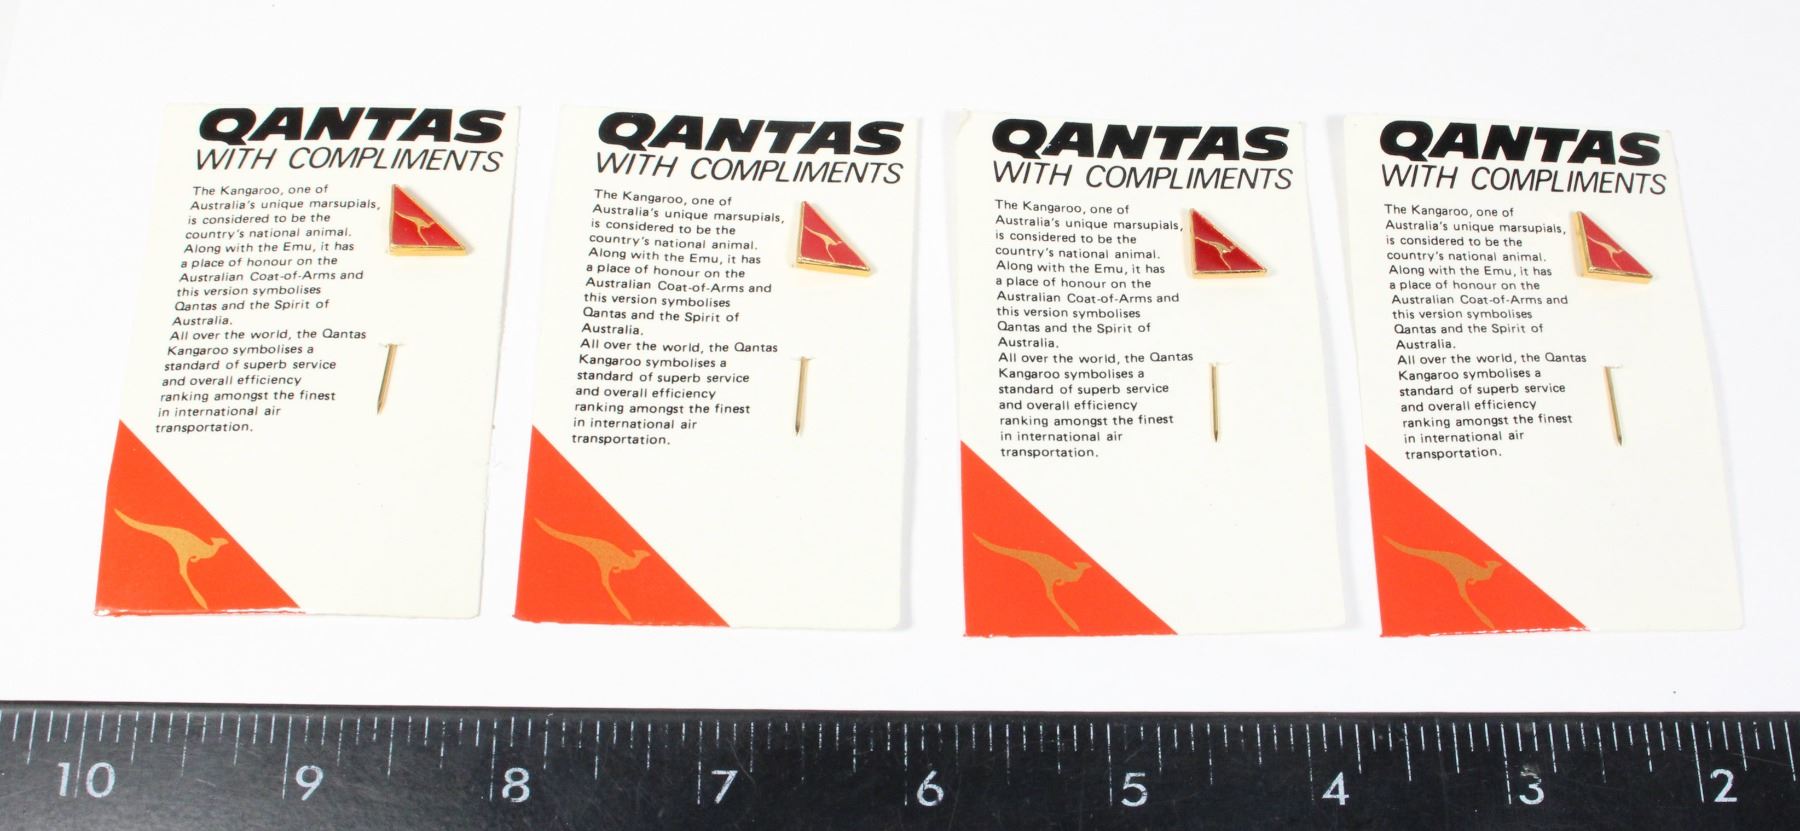 QANTAS
WITH COMPLIMENTS
The Kangaroo, one of
Australia's unique marsupials,
is considered to be the
country's national animal.
Along with the Emu, it has
a place of honour on the
Australian Coat-of-Arms and
this version symbolises
Qantas and the Spirit of
Australia.
All over the world, the Qantas
Kangaroo symbolises a
standard of superb service
and overall efficiency
ranking amongst the finest
in international air
transportation.
QANTAS
WITH COMPLIMENTS
The Kangaroo, one of
Australia's unique marsupials,
is considered to be the
country's national animal.
Along with the Emu, it has
a place of honour on the
Australian Coat-of-Arms and
this version symbolises
Qantas and the Spirit of
Australia.
All over the world, the Qantas
Kangaroo symbolises a
standard of superb service
and overall efficiency
ranking amongst the finest
in international air
transportation.
QANTAS
WITH COMPLIMENTS
The Kangaroo, one of
Australia's unique marsupials,
is considered to be the
country's national animal.
Along with the Emu, it has
a place of honour on the
Australian Coat-of-Arms and
this version symbolises
Qantas and the Spirit of
Australia.
All over the world, the Qantas
Kangaroo symbolises a
standard of superb service
and overall efficiency
ranking amongst the finest
in international air
transportation.
QANTAS
WITH COMPLIMENTS
The Kangaroo, one of
Australia's unique marsupials,
is considered to be the
country's national animal.
Along with the Emu, it has
a place of honour on the
Australian Coat-of-Arms and
this version symbolises
Qantas and the Spirit of
Australia.
All over the world, the Qantas
Kangaroo symbolises a
standard of superb service
and overall efficiency
ranking amongst the finest
in international air
transportation.
10 9 8 7 6 5 4 3 2